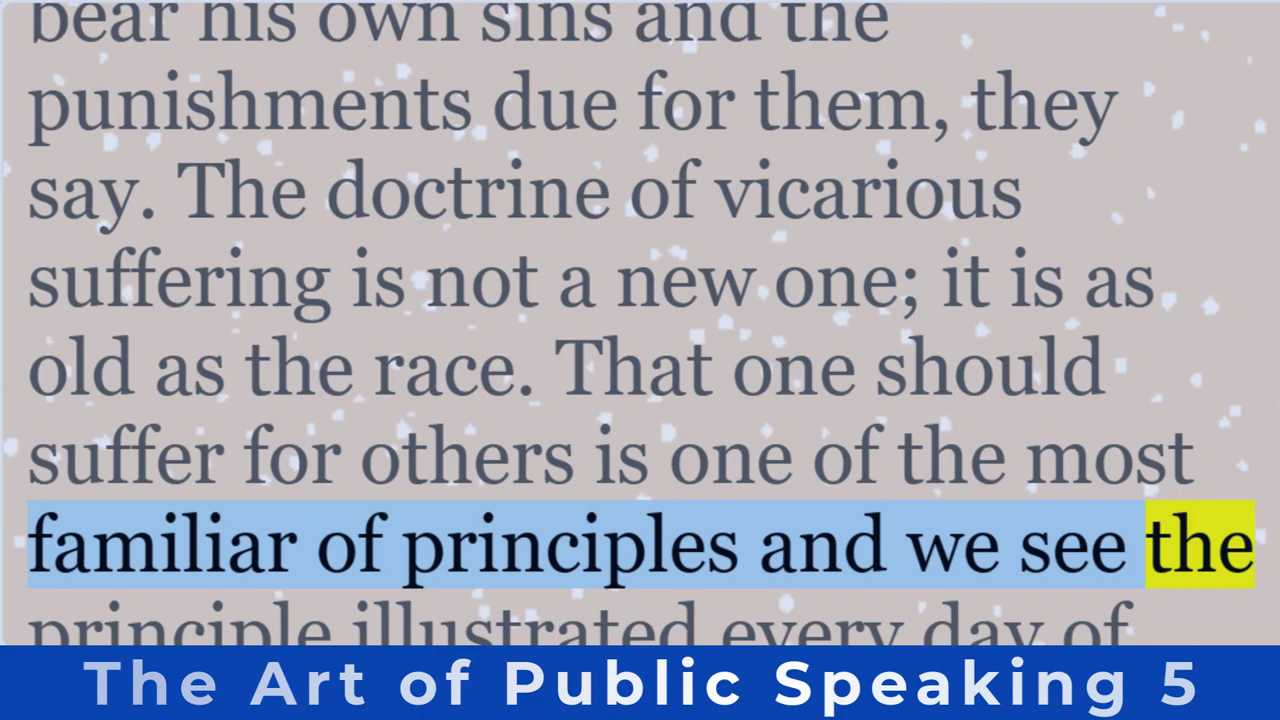 bear his own sins and the
punishments due for them, they
say. The doctrine of vicarious
suffering is not a new one; it is as
old as the race. That one should
suffer for others is one of the most
familiar of principles and we see the
principle illustrated every day of
The Art of Public Speaking 5